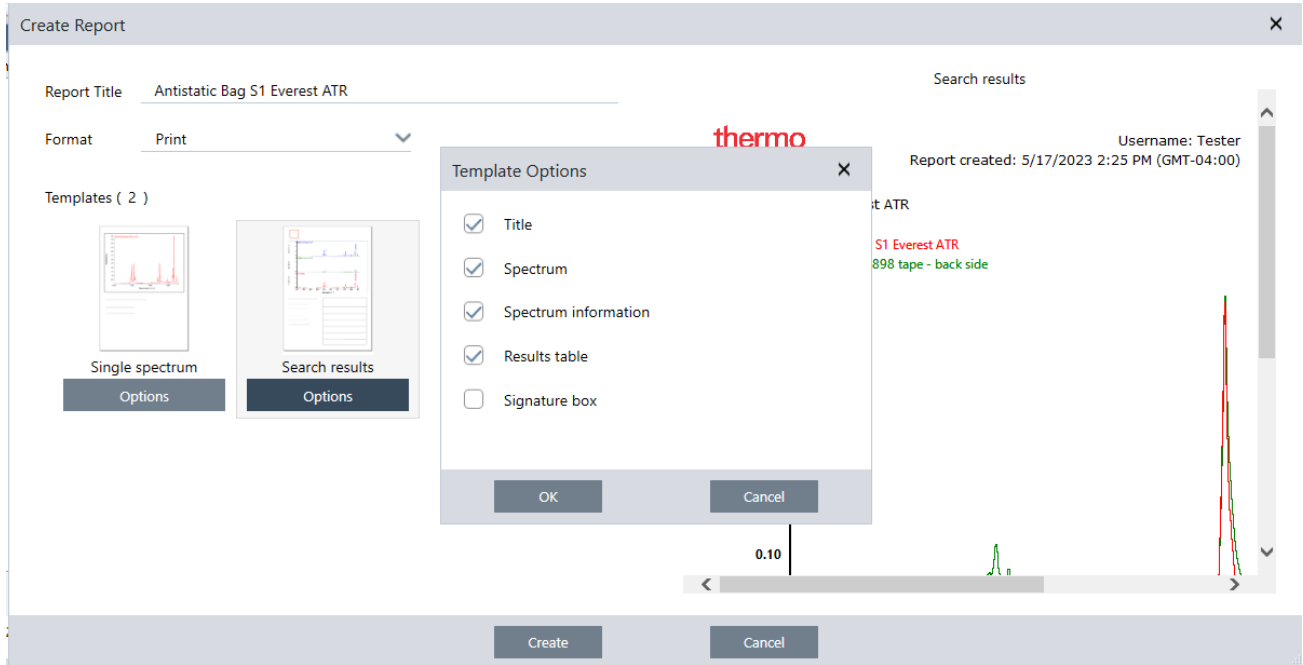 Create Report
Report Title Antistatic Bag S1 Everest ATR
Format Print
Templates ( 2 )
Single spectrum
Options
Search results
Options
Template Options
Title
Spectrum
Spectrum information
Results table
Signature box
OK Cancel
Search results
thermo
Username: Tester
Report created: 5/17/2023 2:25 PM (GMT-04:00)
ATR
S1 Everest ATR
898 tape - back side
0.10
Create Cancel